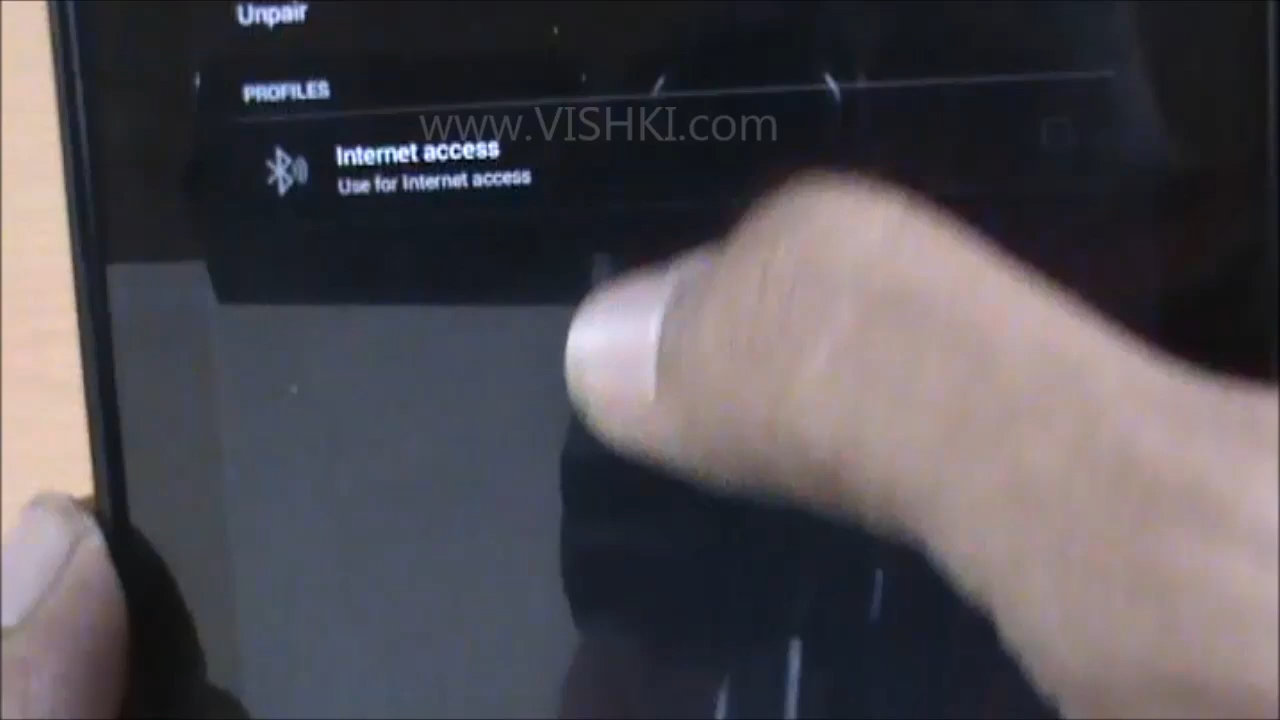 Unpair
PROFILES
www.VISHKI.com
Internet access
Use for Internet access